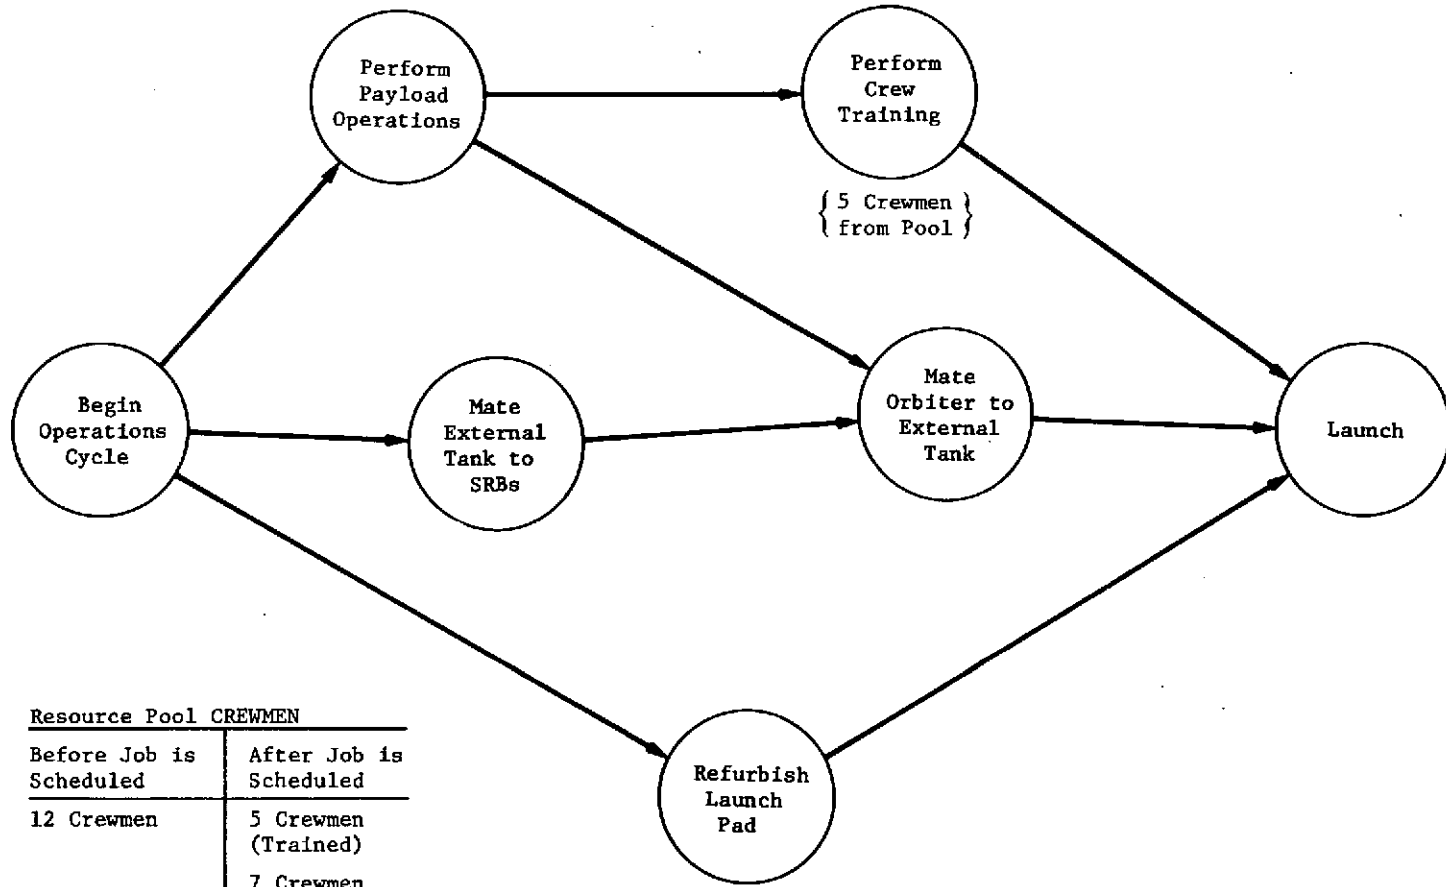 Perform
Payload
Operations
Perform
Crew
Training
{ 5 Crewmen
from Pool }
Begin
Operations
Cycle
Mate
External
Tank to
SRBs
Mate
Orbiter to
External
Tank
Launch
Refurbish
Launch
Pad
Resource Pool CREWMEN
Before Job is
Scheduled
After Job is
Scheduled
12 Crewmen
5 Crewmen
(Trained)
7 Crewmen